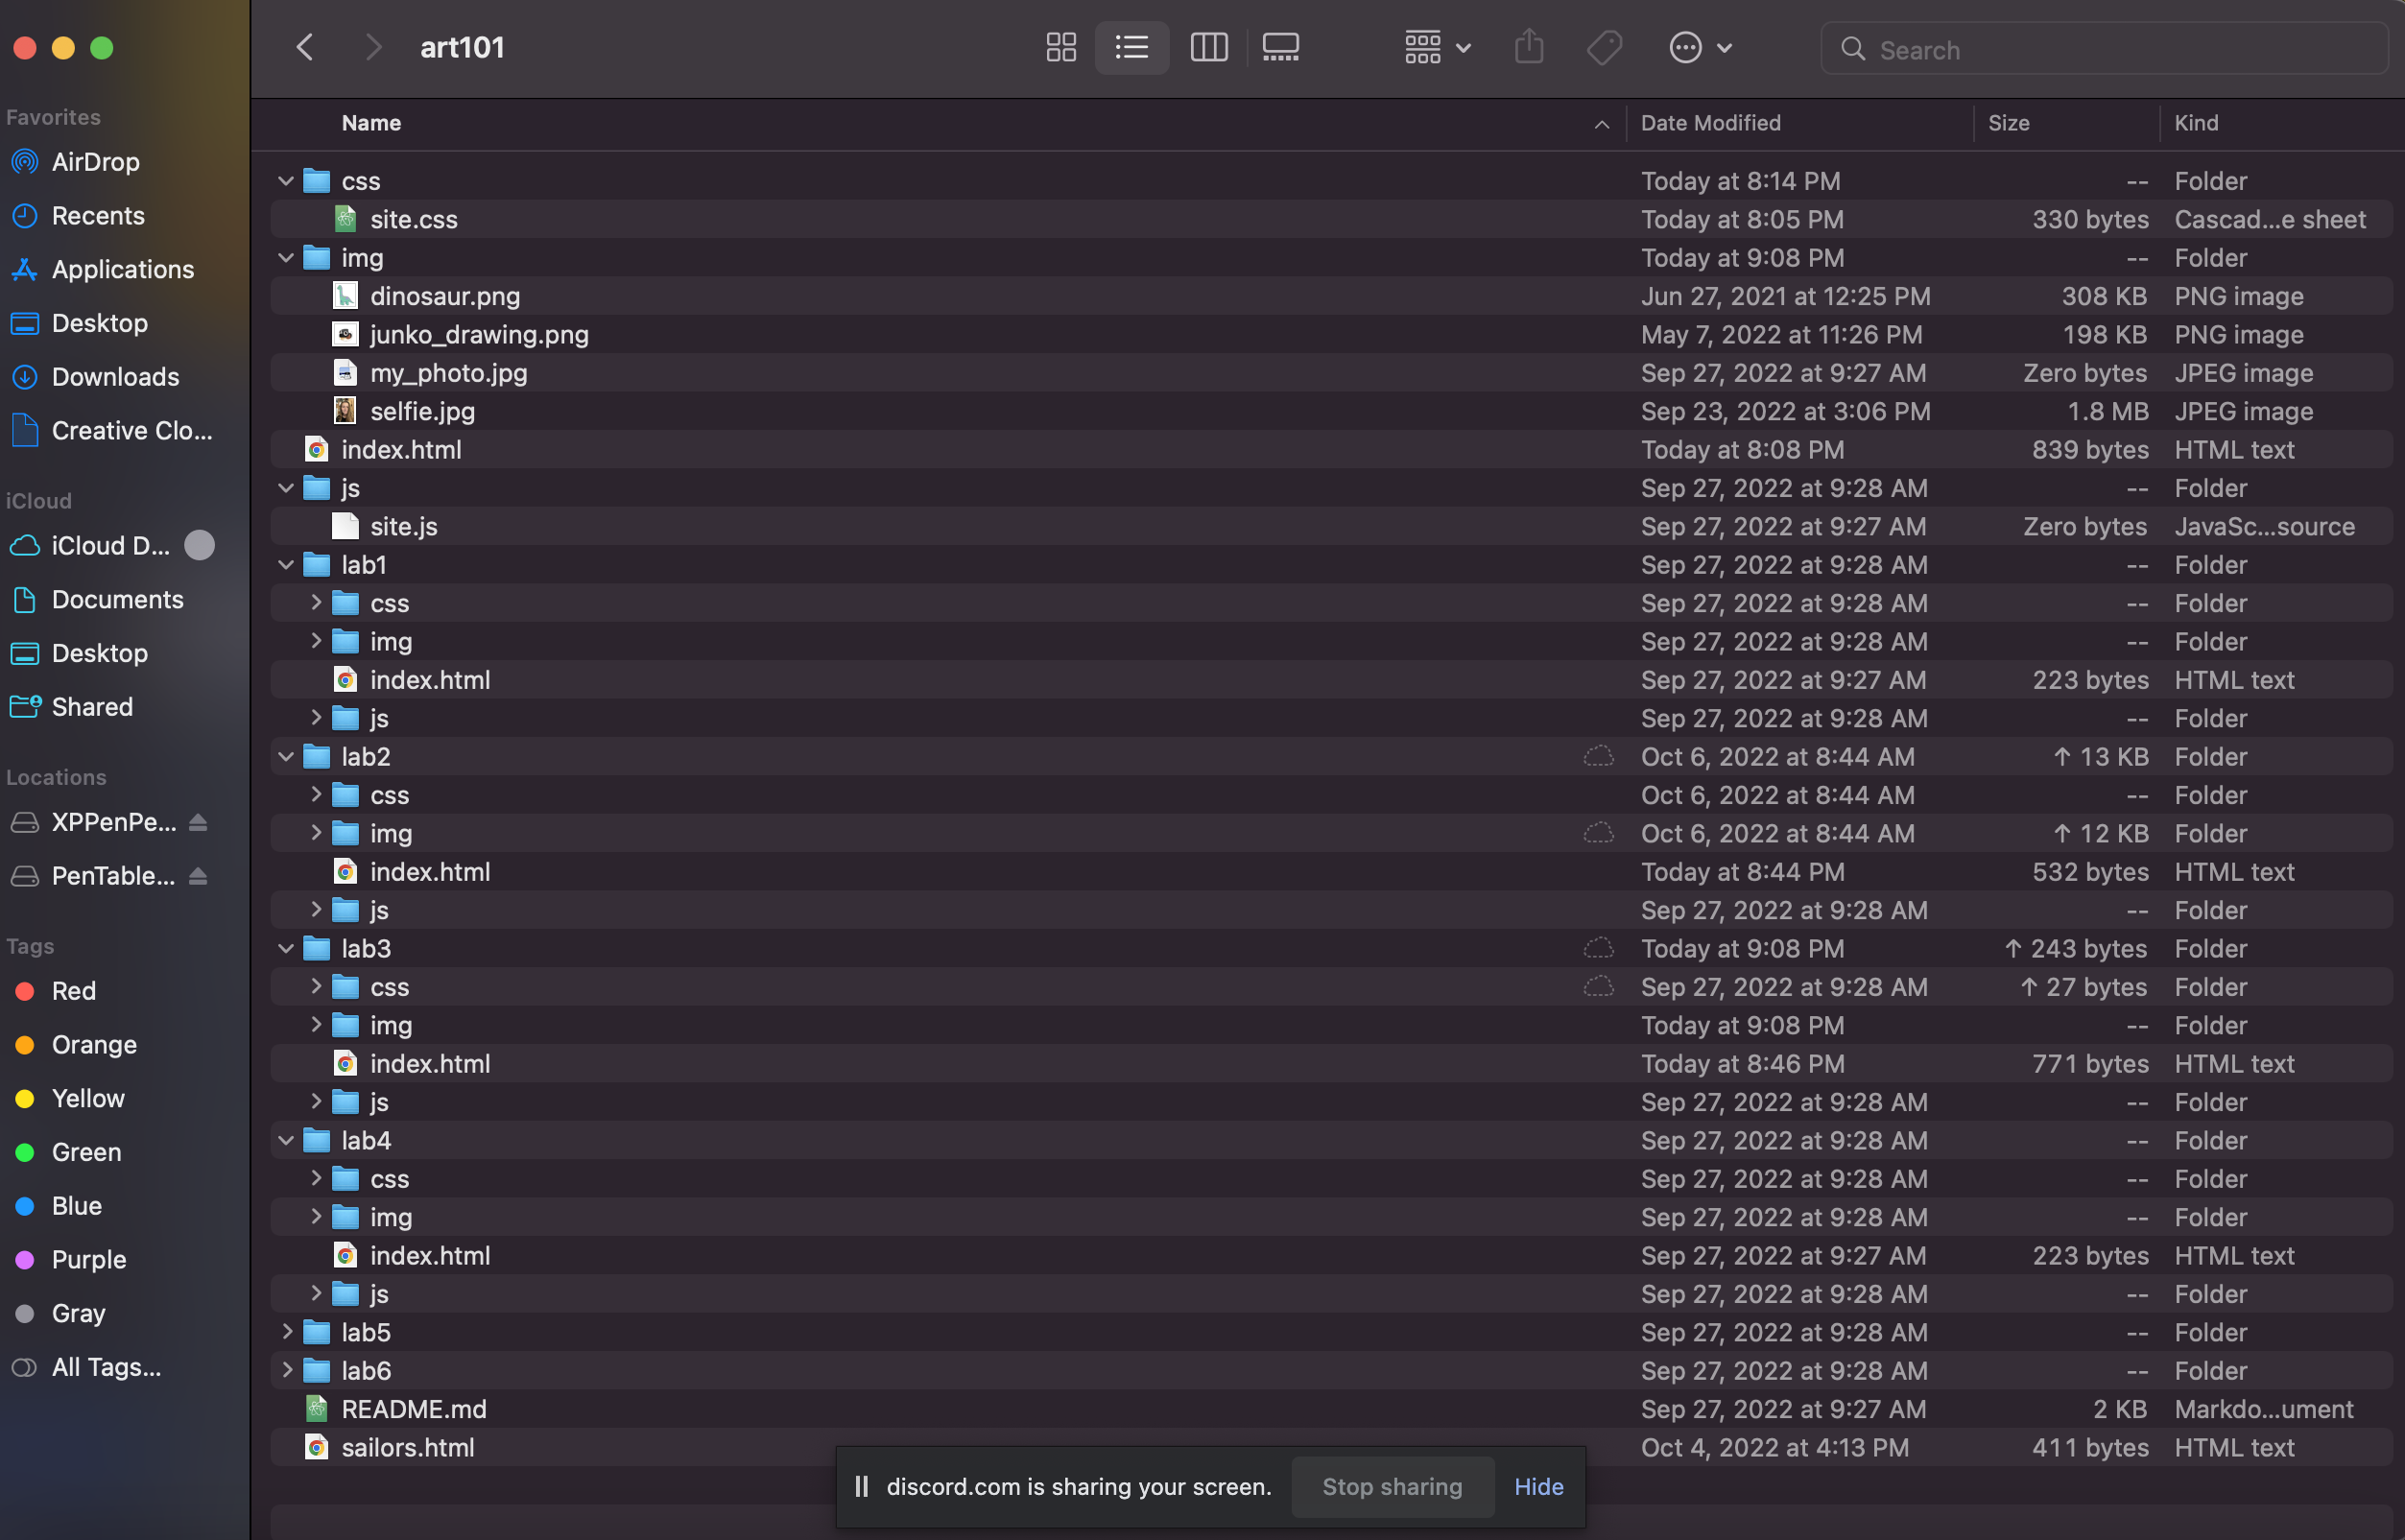 art101
Search
Favorites
AirDrop
Recents
Applications
Desktop
Downloads
Creative Clo...
iCloud
iCloud D...
Documents
Desktop
Shared
Locations
XPPenPe...
PenTable...
Tags
Red
Orange
Yellow
Green
Blue
Purple
Gray
All Tags...
Name Date Modified Size Kind
css Today at 8:14 PM -- Folder
site.css Today at 8:05 PM 330 bytes Cascad...e sheet
img Today at 9:08 PM -- Folder
dinosaur.png Jun 27, 2021 at 12:25 PM 308 KB PNG image
junko_drawing.png May 7, 2022 at 11:26 PM 198 KB PNG image
my_photo.jpg Sep 27, 2022 at 9:27 AM Zero bytes JPEG image
selfie.jpg Sep 23, 2022 at 3:06 PM 1.8 MB JPEG image
index.html Today at 8:08 PM 839 bytes HTML text
js Sep 27, 2022 at 9:28 AM -- Folder
site.js Sep 27, 2022 at 9:27 AM Zero bytes JavaSc...source
lab1 Sep 27, 2022 at 9:28 AM -- Folder
css Sep 27, 2022 at 9:28 AM -- Folder
img Sep 27, 2022 at 9:28 AM -- Folder
index.html Sep 27, 2022 at 9:27 AM 223 bytes HTML text
js Sep 27, 2022 at 9:28 AM -- Folder
lab2 Oct 6, 2022 at 8:44 AM ↑ 13 KB Folder
css Oct 6, 2022 at 8:44 AM -- Folder
img Oct 6, 2022 at 8:44 AM ↑ 12 KB Folder
index.html Today at 8:44 PM 532 bytes HTML text
js Sep 27, 2022 at 9:28 AM -- Folder
lab3 Today at 9:08 PM ↑ 243 bytes Folder
css Sep 27, 2022 at 9:28 AM ↑ 27 bytes Folder
img Today at 9:08 PM -- Folder
index.html Today at 8:46 PM 771 bytes HTML text
js Sep 27, 2022 at 9:28 AM -- Folder
lab4 Sep 27, 2022 at 9:28 AM -- Folder
css Sep 27, 2022 at 9:28 AM -- Folder
img Sep 27, 2022 at 9:28 AM -- Folder
index.html Sep 27, 2022 at 9:27 AM 223 bytes HTML text
js Sep 27, 2022 at 9:28 AM -- Folder
lab5 Sep 27, 2022 at 9:28 AM -- Folder
lab6 Sep 27, 2022 at 9:28 AM -- Folder
README.md Sep 27, 2022 at 9:27 AM 2 KB Markdo...ument
sailors.html Oct 4, 2022 at 4:13 PM 411 bytes HTML text
discord.com is sharing your screen. Stop sharing Hide